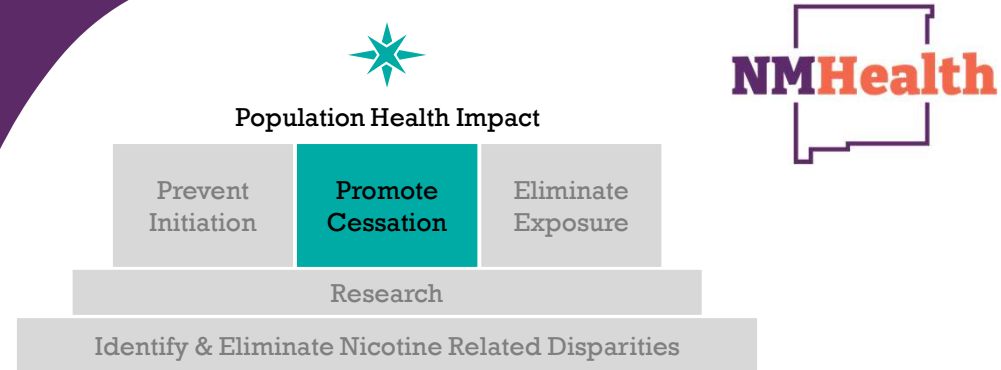 NMHealth
Population Health Impact
Prevent
Initiation
Promote
Cessation
Eliminate
Exposure
Research
Identify & Eliminate Nicotine Related Disparities